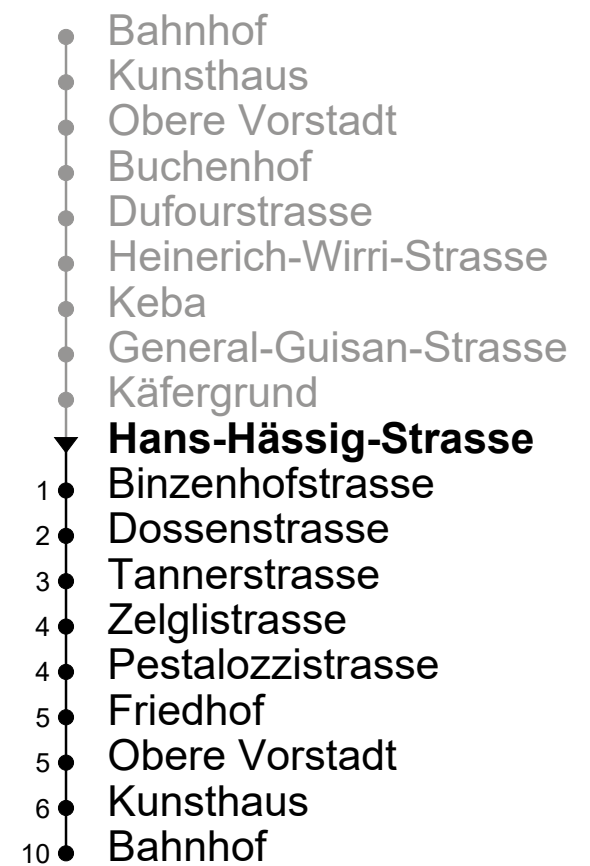 Bahnhof
Kunsthaus
Obere Vorstadt
Buchenhof
Dufourstrasse
Heinerich-Wirri-Strasse
Keba
General-Guisan-Strasse
Käfergrund
Hans-Hässig-Strasse
1 Binzenhofstrasse
2 Dossenstrasse
3 Tannerstrasse
4 Zelglistrasse
4 Pestalozzistrasse
5 Friedhof
5 Obere Vorstadt
6 Kunsthaus
10 Bahnhof